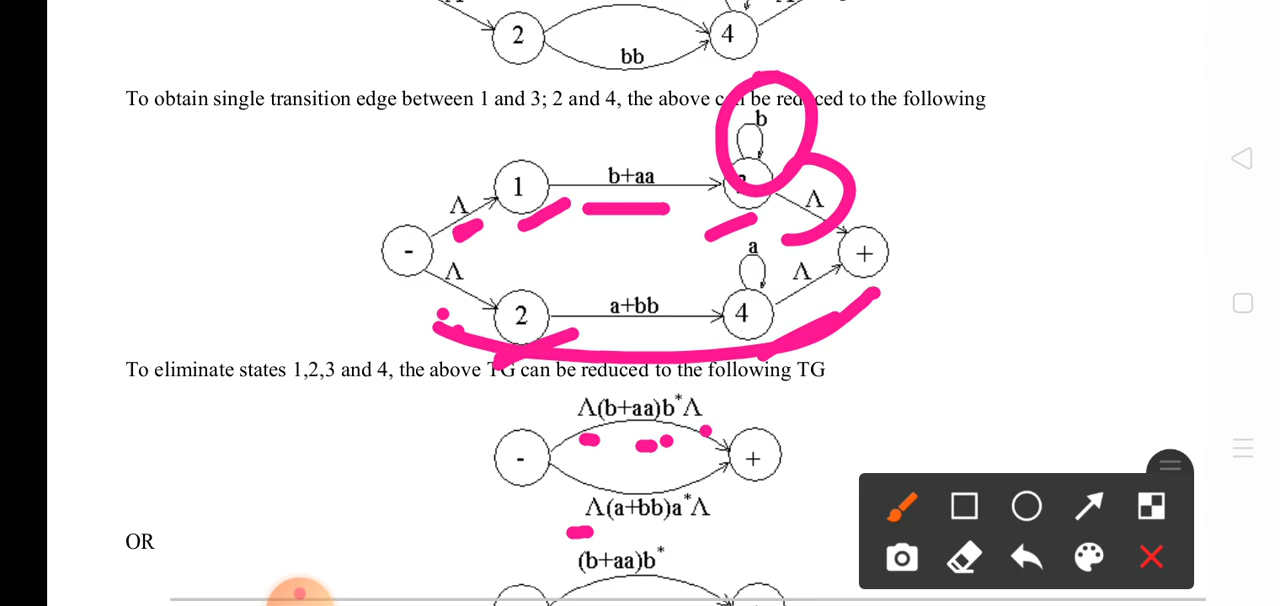 2 4
bb
To obtain single transition edge between 1 and 3; 2 and 4, the above be reduced to the following
b
1 b+aa
Λ Λ
- a +
Λ Λ
2 a+bb 4
To eliminate states 1,2,3 and 4, the above TG can be reduced to the following TG
Λ(b+aa)b*Λ
- +
Λ(a+bb)a*Λ
OR
(b+aa)b*